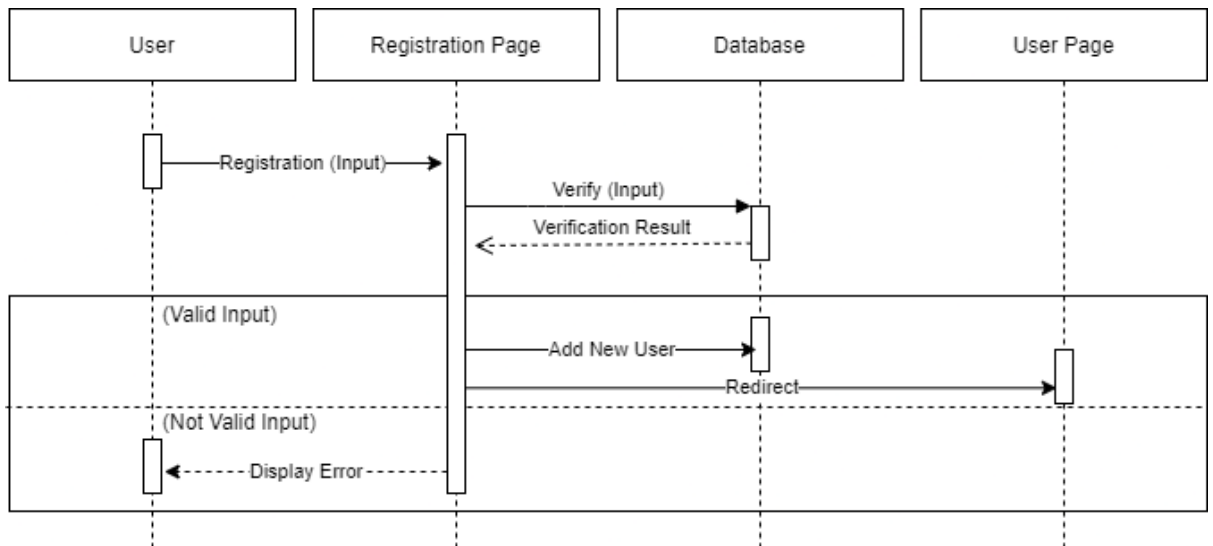 User
Registration Page
Database
User Page
Registration (Input)
Verify (Input)
Verification Result
(Valid Input)
Add New User
Redirect
(Not Valid Input)
Display Error